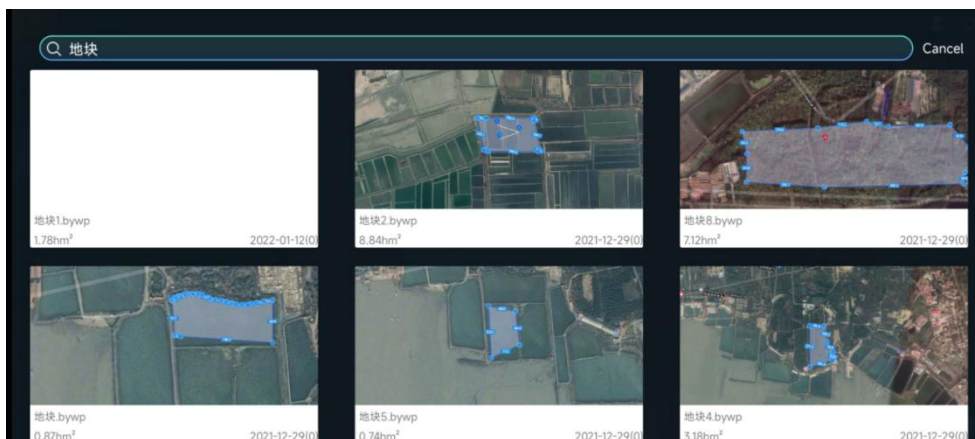 地块
Cancel
地块1.bywp
1.78hm²
2022-01-12(0)
地块2.bywp
8.84hm²
2021-12-29(0)
地块8.bywp
7.12hm²
2021-12-29(0)
地块.bywp
0.87hm²
2021-12-29(0)
地块5.bywp
0.74hm²
2021-12-29(0)
地块4.bywp
3.18hm²
2021-12-29(0)